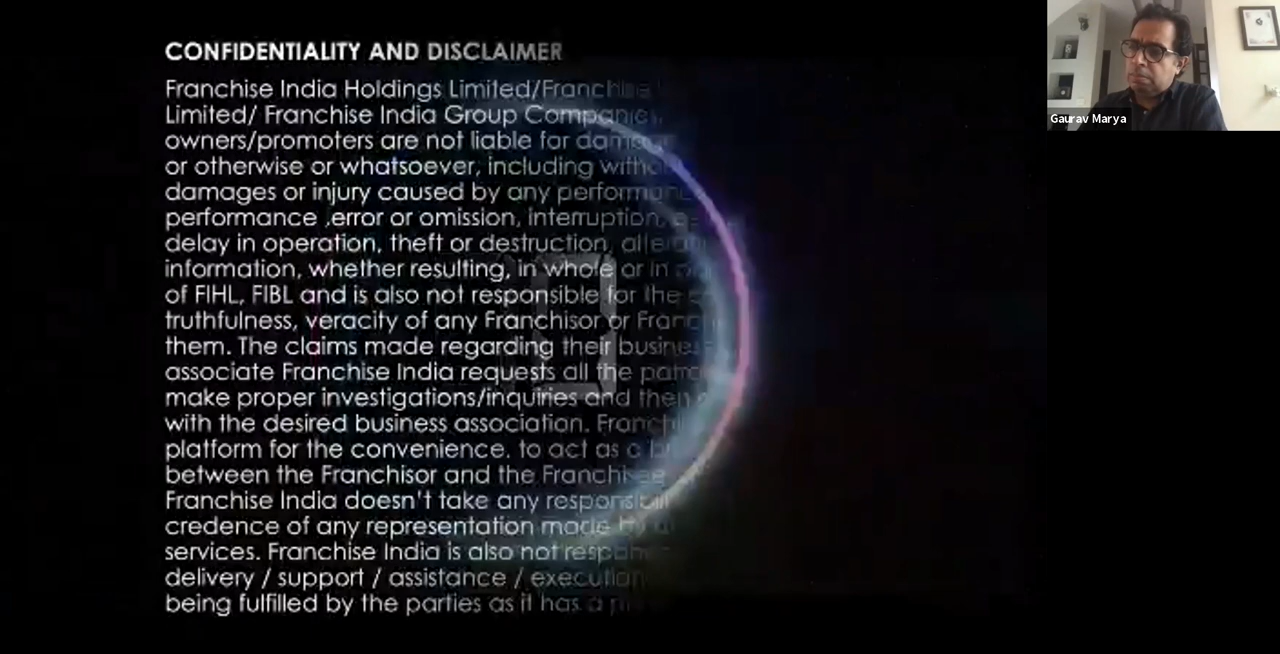 CONFIDENTIALITY AND DISCLAIMER
Franchise India Holdings Limited/Franchise
Limited/ Franchise India Group Companies,
owners/promoters are not liable for
or otherwise or whatsoever, including
damages or injury caused by any
performance ,error or omission, interruption,
delay in operation, theft or destruction,
information, whether resulting, in whole or in
of FIHL, FIBL and is also not responsible for the
truthfulness, veracity of any Franchisor or
them. The claims made regarding their
associate Franchise India requests all the
make proper investigations/inquiries and then
with the desired business association.
platform for the convenience. to act as a
between the Franchisor and the Franchisee
Franchise India doesn't take any
credence of any representation made by
services. Franchise India is also not
delivery / support / assistance / execution
being fulfilled by the parties as it has a
Gaurav Marya